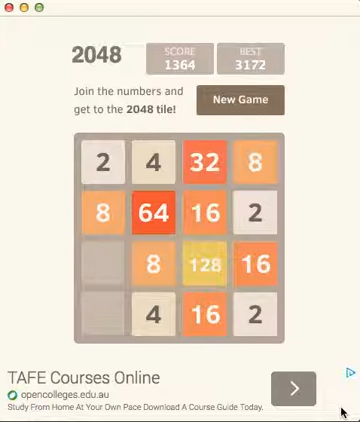 2048
SCORE
1364
BEST
3172
Join the numbers and
get to the 2048 tile!
New Game
2 4 32 8
8 64 16 2
8 128 16
4 16 2
TAFE Courses Online
opencolleges.edu.au
Study From Home At Your Own Pace Download A Course Guide Today.